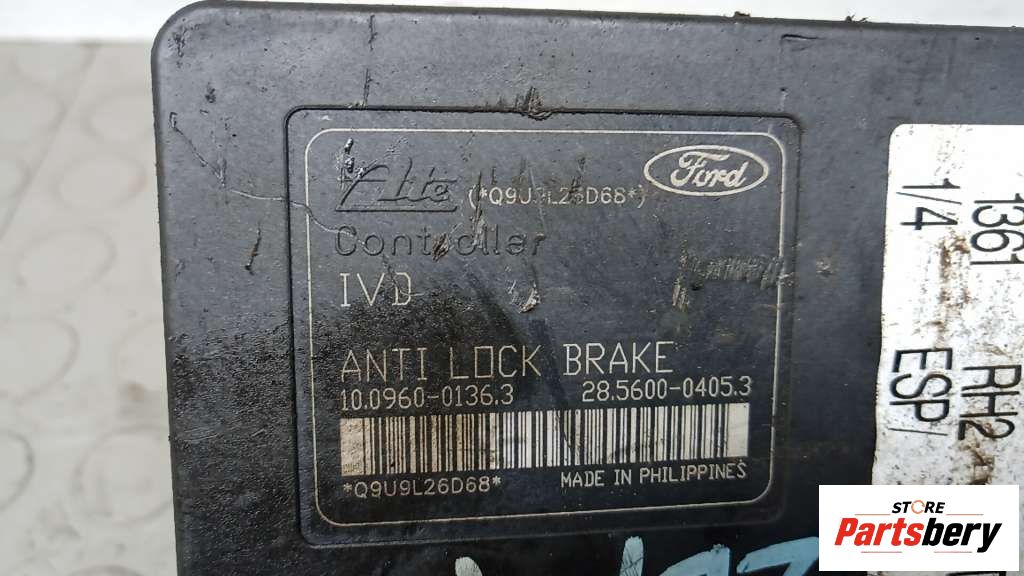 Alte
(*Q9U9L26D68*)
Ford
Controller
IVD
ANTI LOCK BRAKE
10.0960-0136.3 28.5600-0405.3
*Q9U9L26D68*
MADE IN PHILIPPINES
1361 RH2
1/4 ESP/
STORE
Partsbery